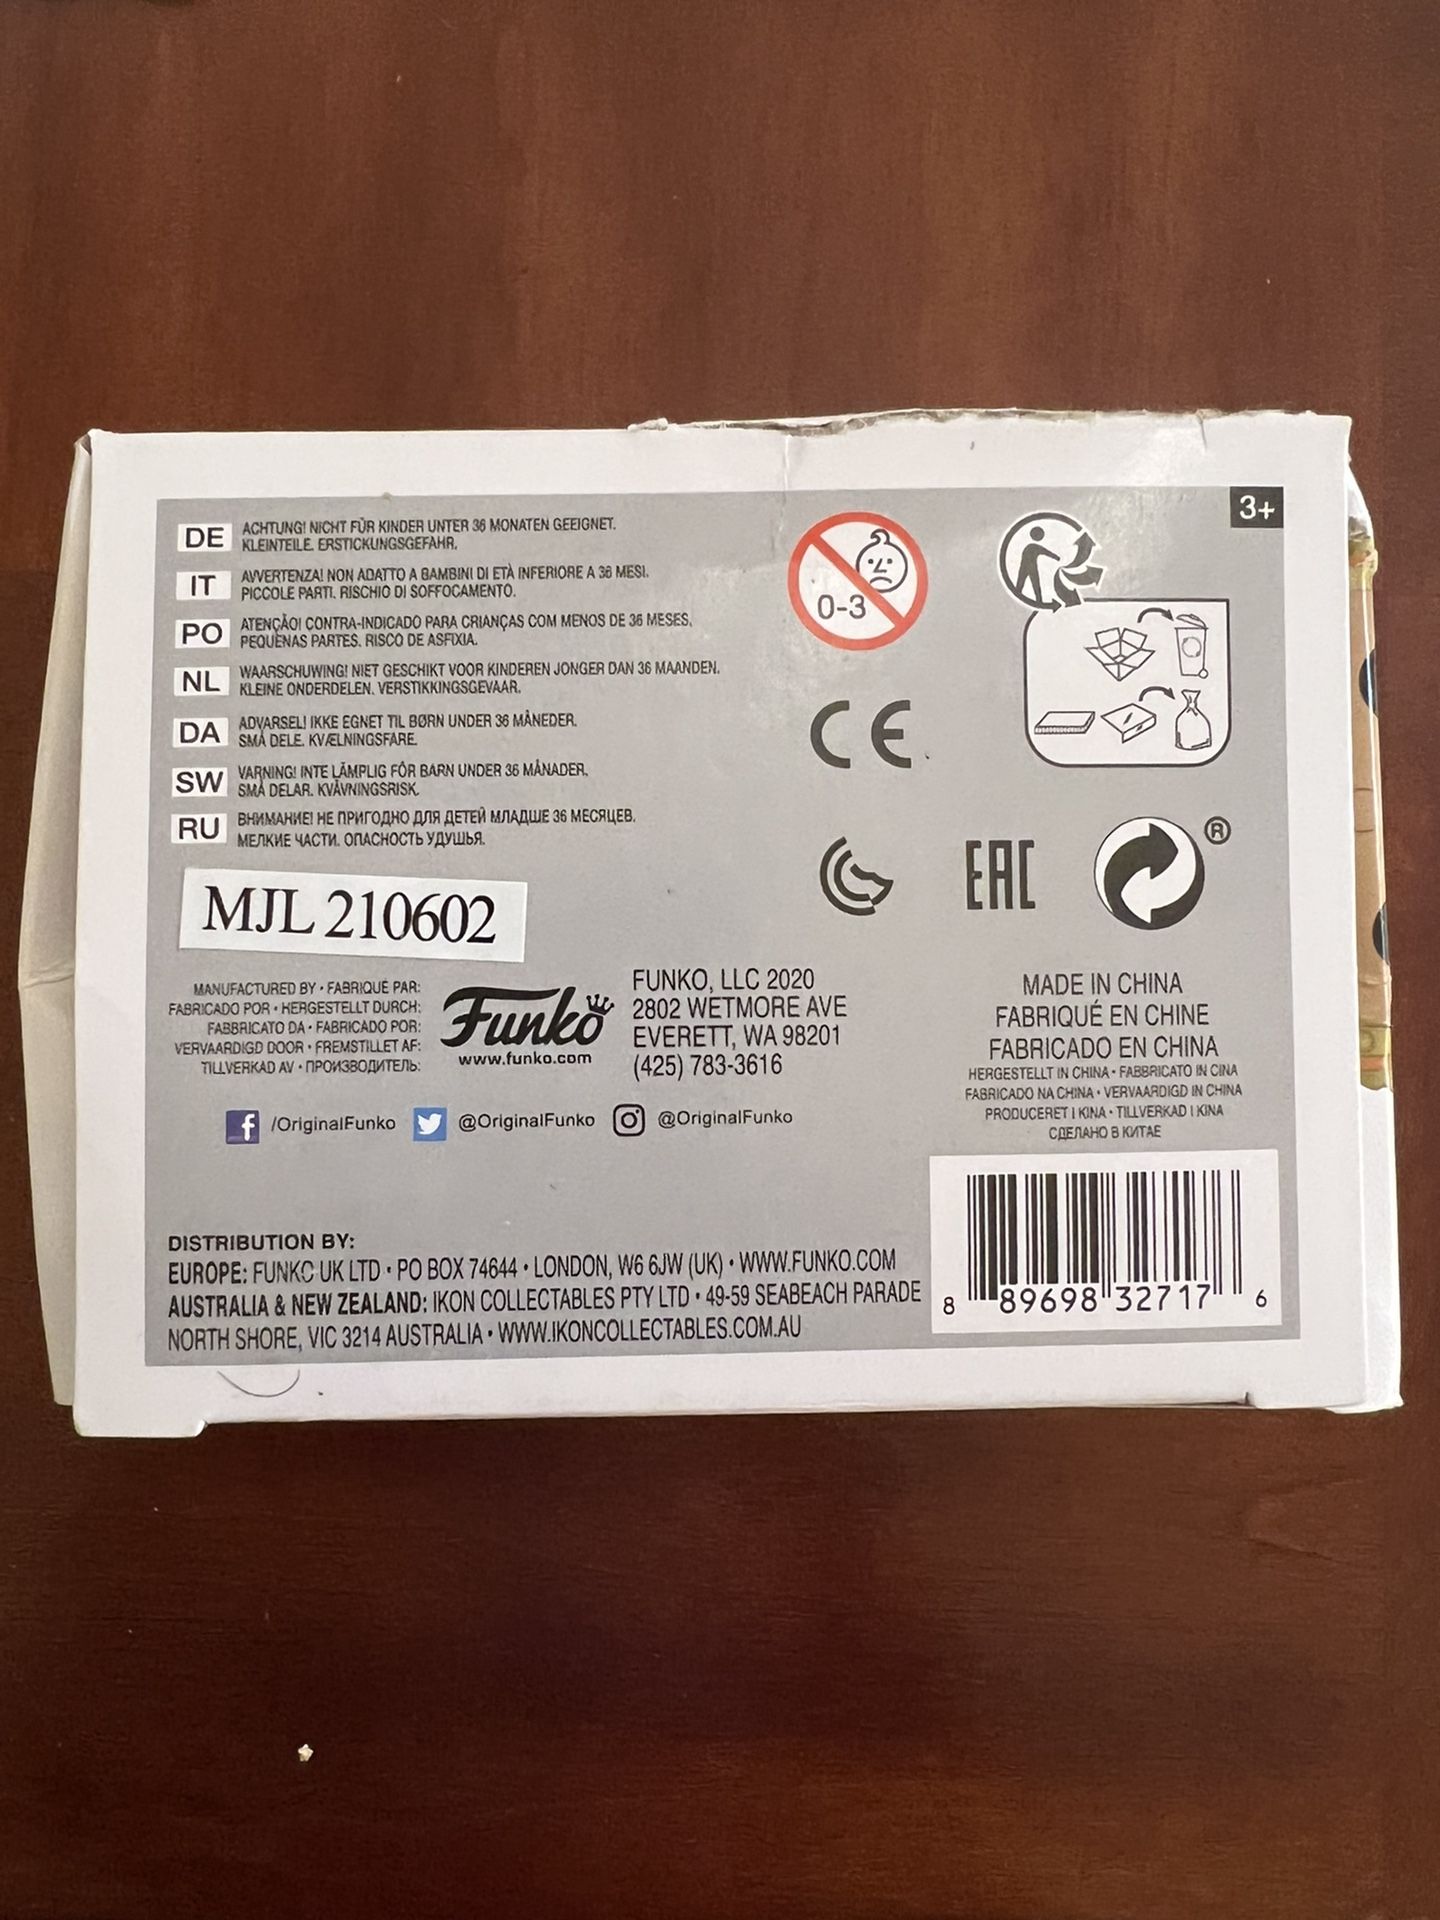 3+
DE ACHTUNG! NICHT FÜR KINDER UNTER 36 MONATEN GEEIGNET.
KLEINTEILE. ERSTICKUNGSGEFAHR.
IT AVVERTENZA! NON ADATTO A BAMBINI DI ETÀ INFERIORE A 36 MESI.
PICCOLE PARTI. RISCHIO DI SOFFOCAMENTO.
PO ATENÇÃO! CONTRA-INDICADO PARA CRIANÇAS COM MENOS DE 36 MESES.
PEQUENAS PARTES. RISCO DE ASFIXIA.
NL WAARSCHUWING! NIET GESCHIKT VOOR KINDEREN JONGER DAN 36 MAANDEN.
KLEINE ONDERDELEN. VERSTIKKINGSGEVAAR.
DA ADVARSEL! IKKE EGNET TIL BØRN UNDER 36 MÅNEDER.
SMÅ DELE. KVÆLNINGSFARE.
SW VARNING! INTE LÄMPLIG FÖR BARN UNDER 36 MÅNADER.
SMÅ DELAR. KVÄVNINGSRISK.
RU ВНИМАНИЕ! НЕ ПРИГОДНО ДЛЯ ДЕТЕЙ МЛАДШЕ 36 МЕСЯЦЕВ.
МЕЛКИЕ ЧАСТИ. ОПАСНОСТЬ УДУШЬЯ.
0-3
CE
EAC
®
MJL 210602
MANUFACTURED BY • FABRIQUÉ PAR:
FABRICADO POR • HERGESTELLT DURCH:
FABBRICATO DA • FABRICADO POR:
VERVAARDIGD DOOR • FREMSTILLET AF:
TILLVERKAD AV • ПРОИЗВОДИТЕЛЬ:
Funko
www.funko.com
FUNKO, LLC 2020
2802 WETMORE AVE
EVERETT, WA 98201
(425) 783-3616
MADE IN CHINA
FABRIQUÉ EN CHINE
FABRICADO EN CHINA
HERGESTELLT IN CHINA • FABBRICATO IN CINA
FABRICADO NA CHINA • VERVAARDIGD IN CHINA
PRODUCERET I KINA • TILLVERKAD I KINA
СДЕЛАНО В КИТАЕ
f /OriginalFunko @OriginalFunko @OriginalFunko
DISTRIBUTION BY:
EUROPE: FUNKO UK LTD • PO BOX 74644 • LONDON, W6 6JW (UK) • WWW.FUNKO.COM
AUSTRALIA & NEW ZEALAND: IKON COLLECTABLES PTY LTD • 49-59 SEABEACH PARADE
NORTH SHORE, VIC 3214 AUSTRALIA • WWW.IKONCOLLECTABLES.COM.AU
8 89698 32717 6